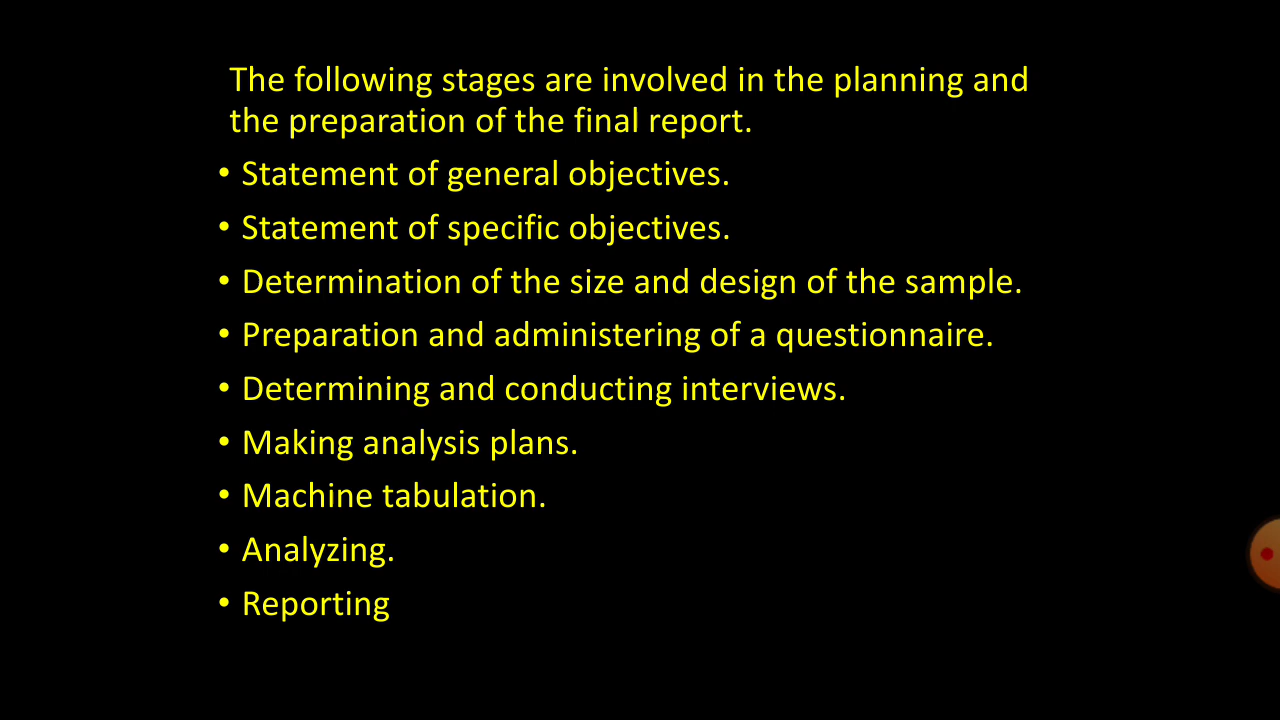 The following stages are involved in the planning and
the preparation of the final report.
• Statement of general objectives.
• Statement of specific objectives.
• Determination of the size and design of the sample.
• Preparation and administering of a questionnaire.
• Determining and conducting interviews.
• Making analysis plans.
• Machine tabulation.
• Analyzing.
• Reporting